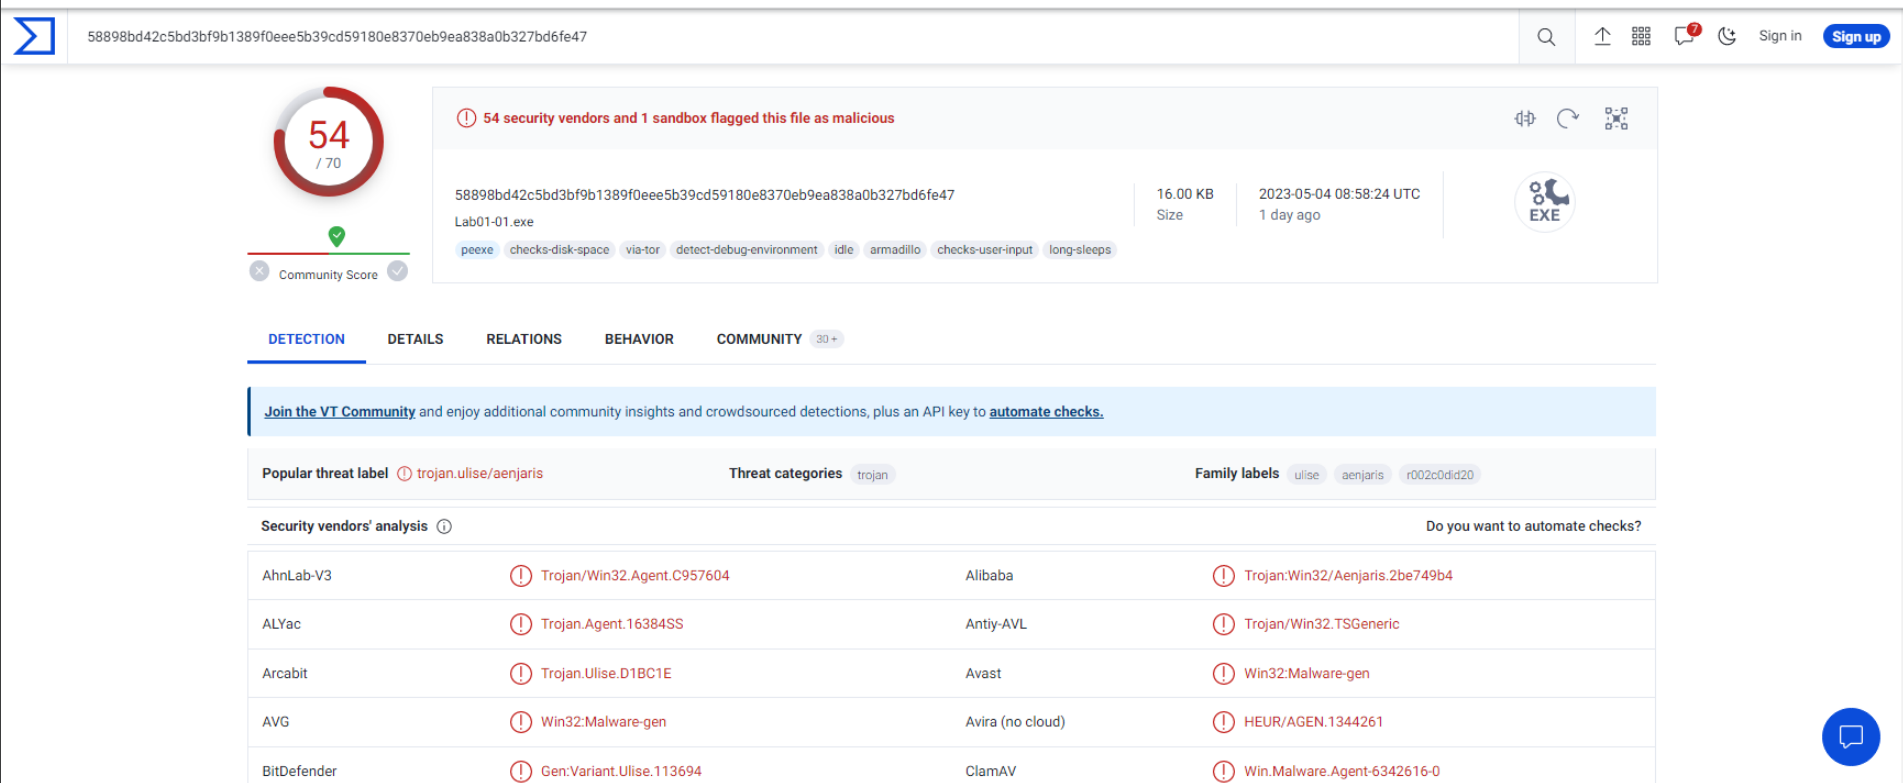 58898bd42c5bd3bf9b1389f0eee5b39cd59180e8370eb9ea838a0b327bd6fe47
7
Sign in
Sign up
54
/ 70
Community Score
54 security vendors and 1 sandbox flagged this file as malicious
58898bd42c5bd3bf9b1389f0eee5b39cd59180e8370eb9ea838a0b327bd6fe47
Lab01-01.exe
peexe checks-disk-space via-tor detect-debug-environment idle armadillo checks-user-input long-sleeps
16.00 KB
Size
2023-05-04 08:58:24 UTC
1 day ago
EXE
DETECTION DETAILS RELATIONS BEHAVIOR COMMUNITY 30+
Join the VT Community and enjoy additional community insights and crowdsourced detections, plus an API key to automate checks.
Popular threat label trojan.ulise/aenjaris Threat categories trojan Family labels ulise aenjaris r002c0did20
Security vendors' analysis Do you want to automate checks?
AhnLab-V3 Trojan/Win32.Agent.C957604 Alibaba Trojan:Win32/Aenjaris.2be749b4
ALYac Trojan.Agent.16384SS Antiy-AVL Trojan/Win32.TSGeneric
Arcabit Trojan.Ulise.D1BC1E Avast Win32:Malware-gen
AVG Win32:Malware-gen Avira (no cloud) HEUR/AGEN.1344261
BitDefender Gen:Variant.Ulise.113694 ClamAV Win.Malware.Agent-6342616-0